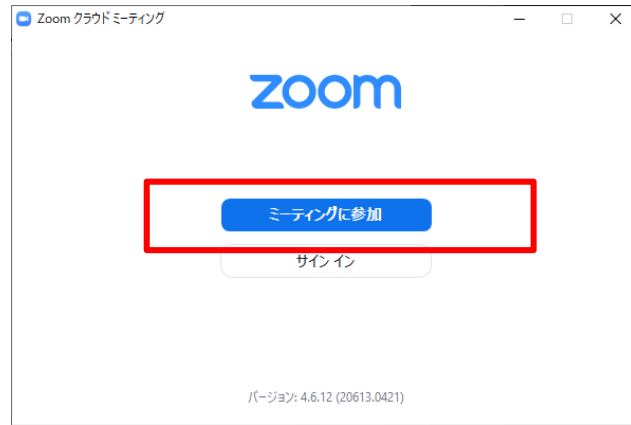 Zoom クラウド ミーティング
zoom
ミーティングに参加
サイン イン
バージョン: 4.6.12 (20613.0421)